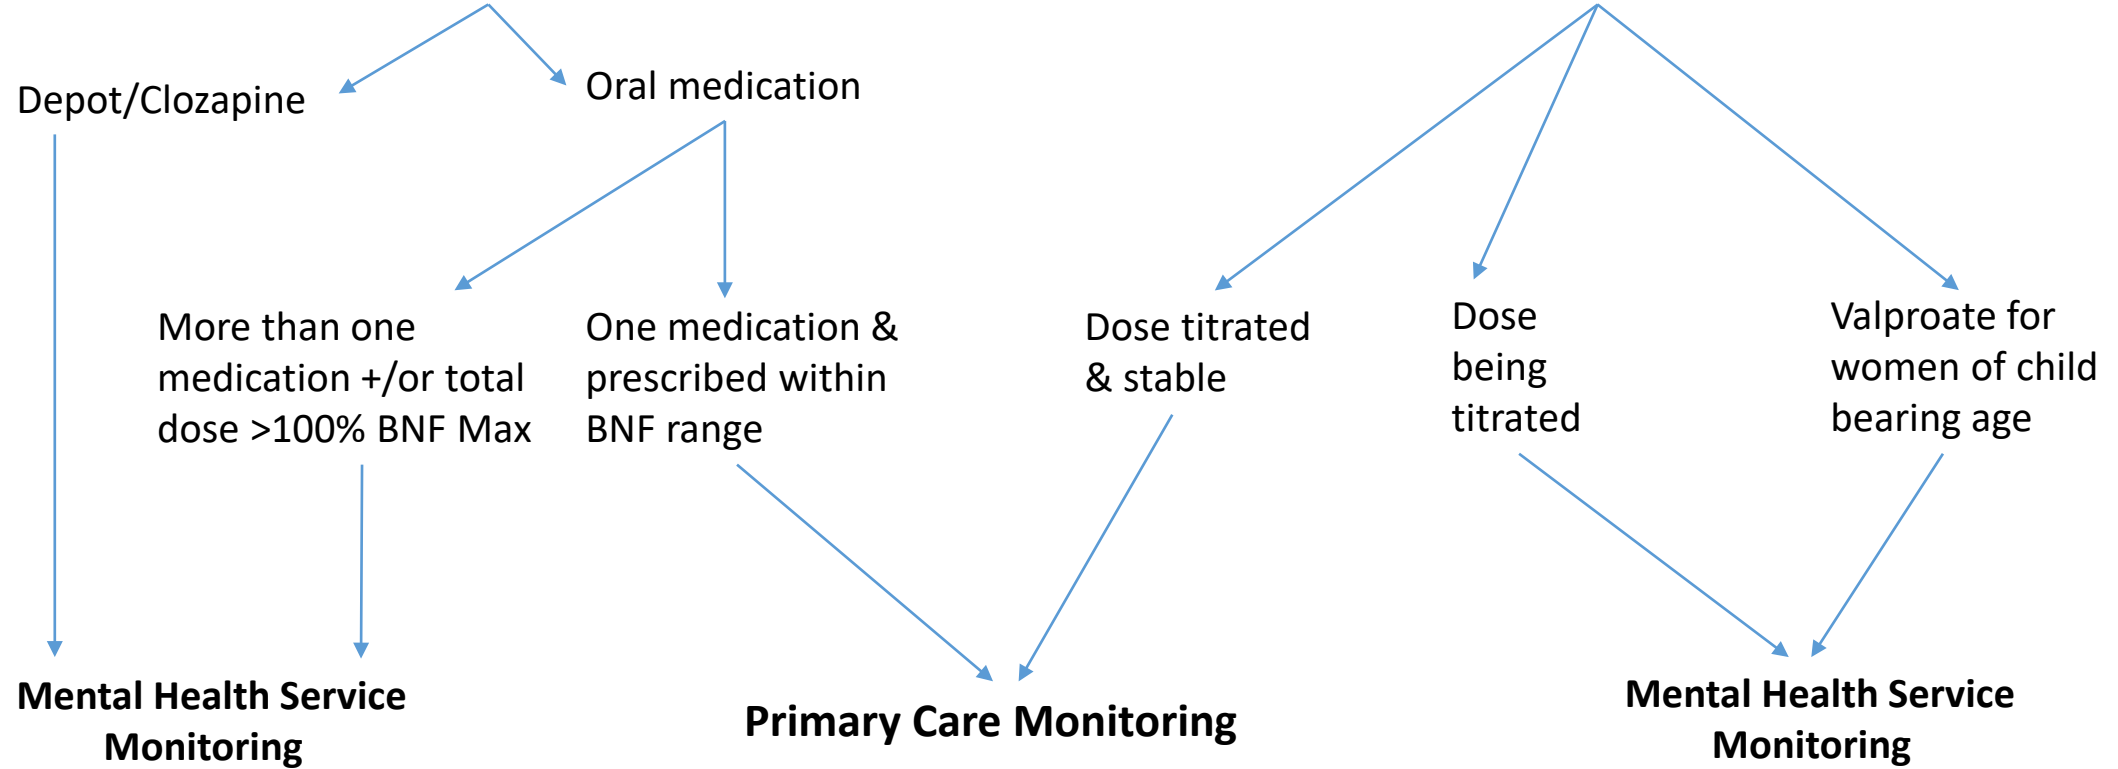 Depot/Clozapine
Oral medication
More than one
medication +/or total
dose >100% BNF Max
One medication &
prescribed within
BNF range
Dose titrated
& stable
Dose
being
titrated
Valproate for
women of child
bearing age
Mental Health Service
Monitoring
Primary Care Monitoring
Mental Health Service
Monitoring